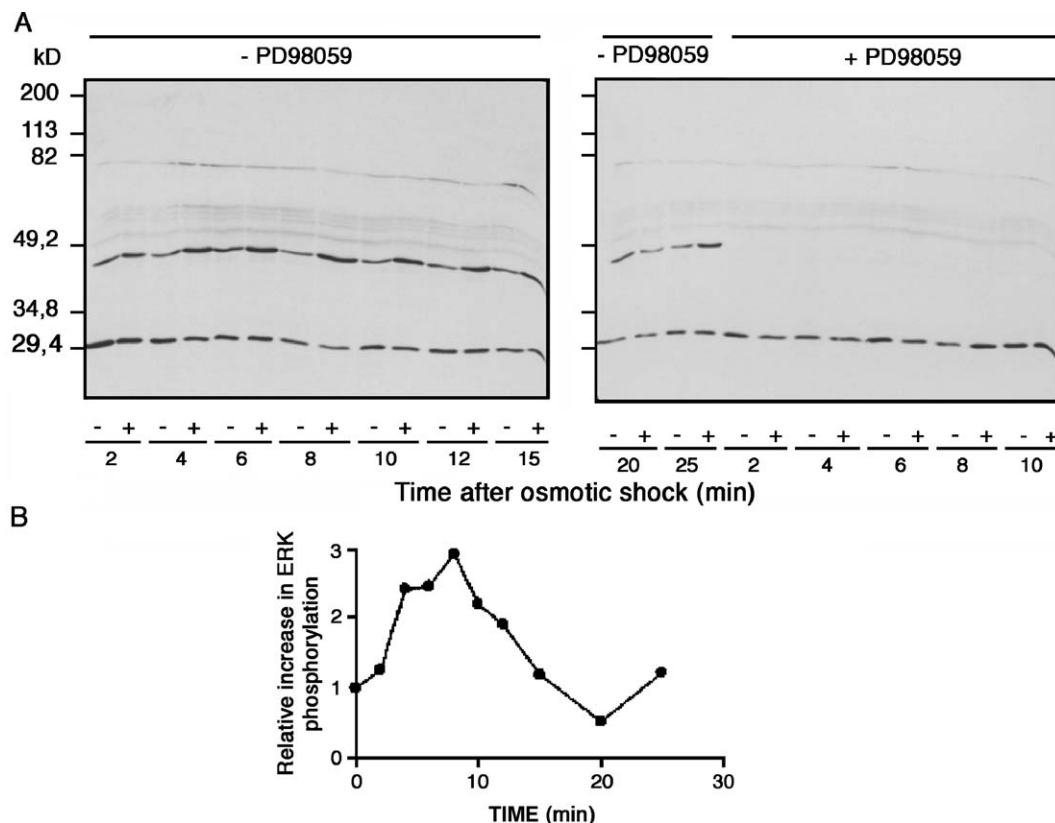 A
kD
- PD98059
- PD98059
+ PD98059
200
113
82
49,2
34,8
29,4
- + - + - + - + - + - + - +
2 4 6 8 10 12 15
- + - + - + - + - + - + - +
20 25 2 4 6 8 10
Time after osmotic shock (min)
B
Relative increase in ERK
phosphorylation
3
2
1
0
0 10 20 30
TIME (min)